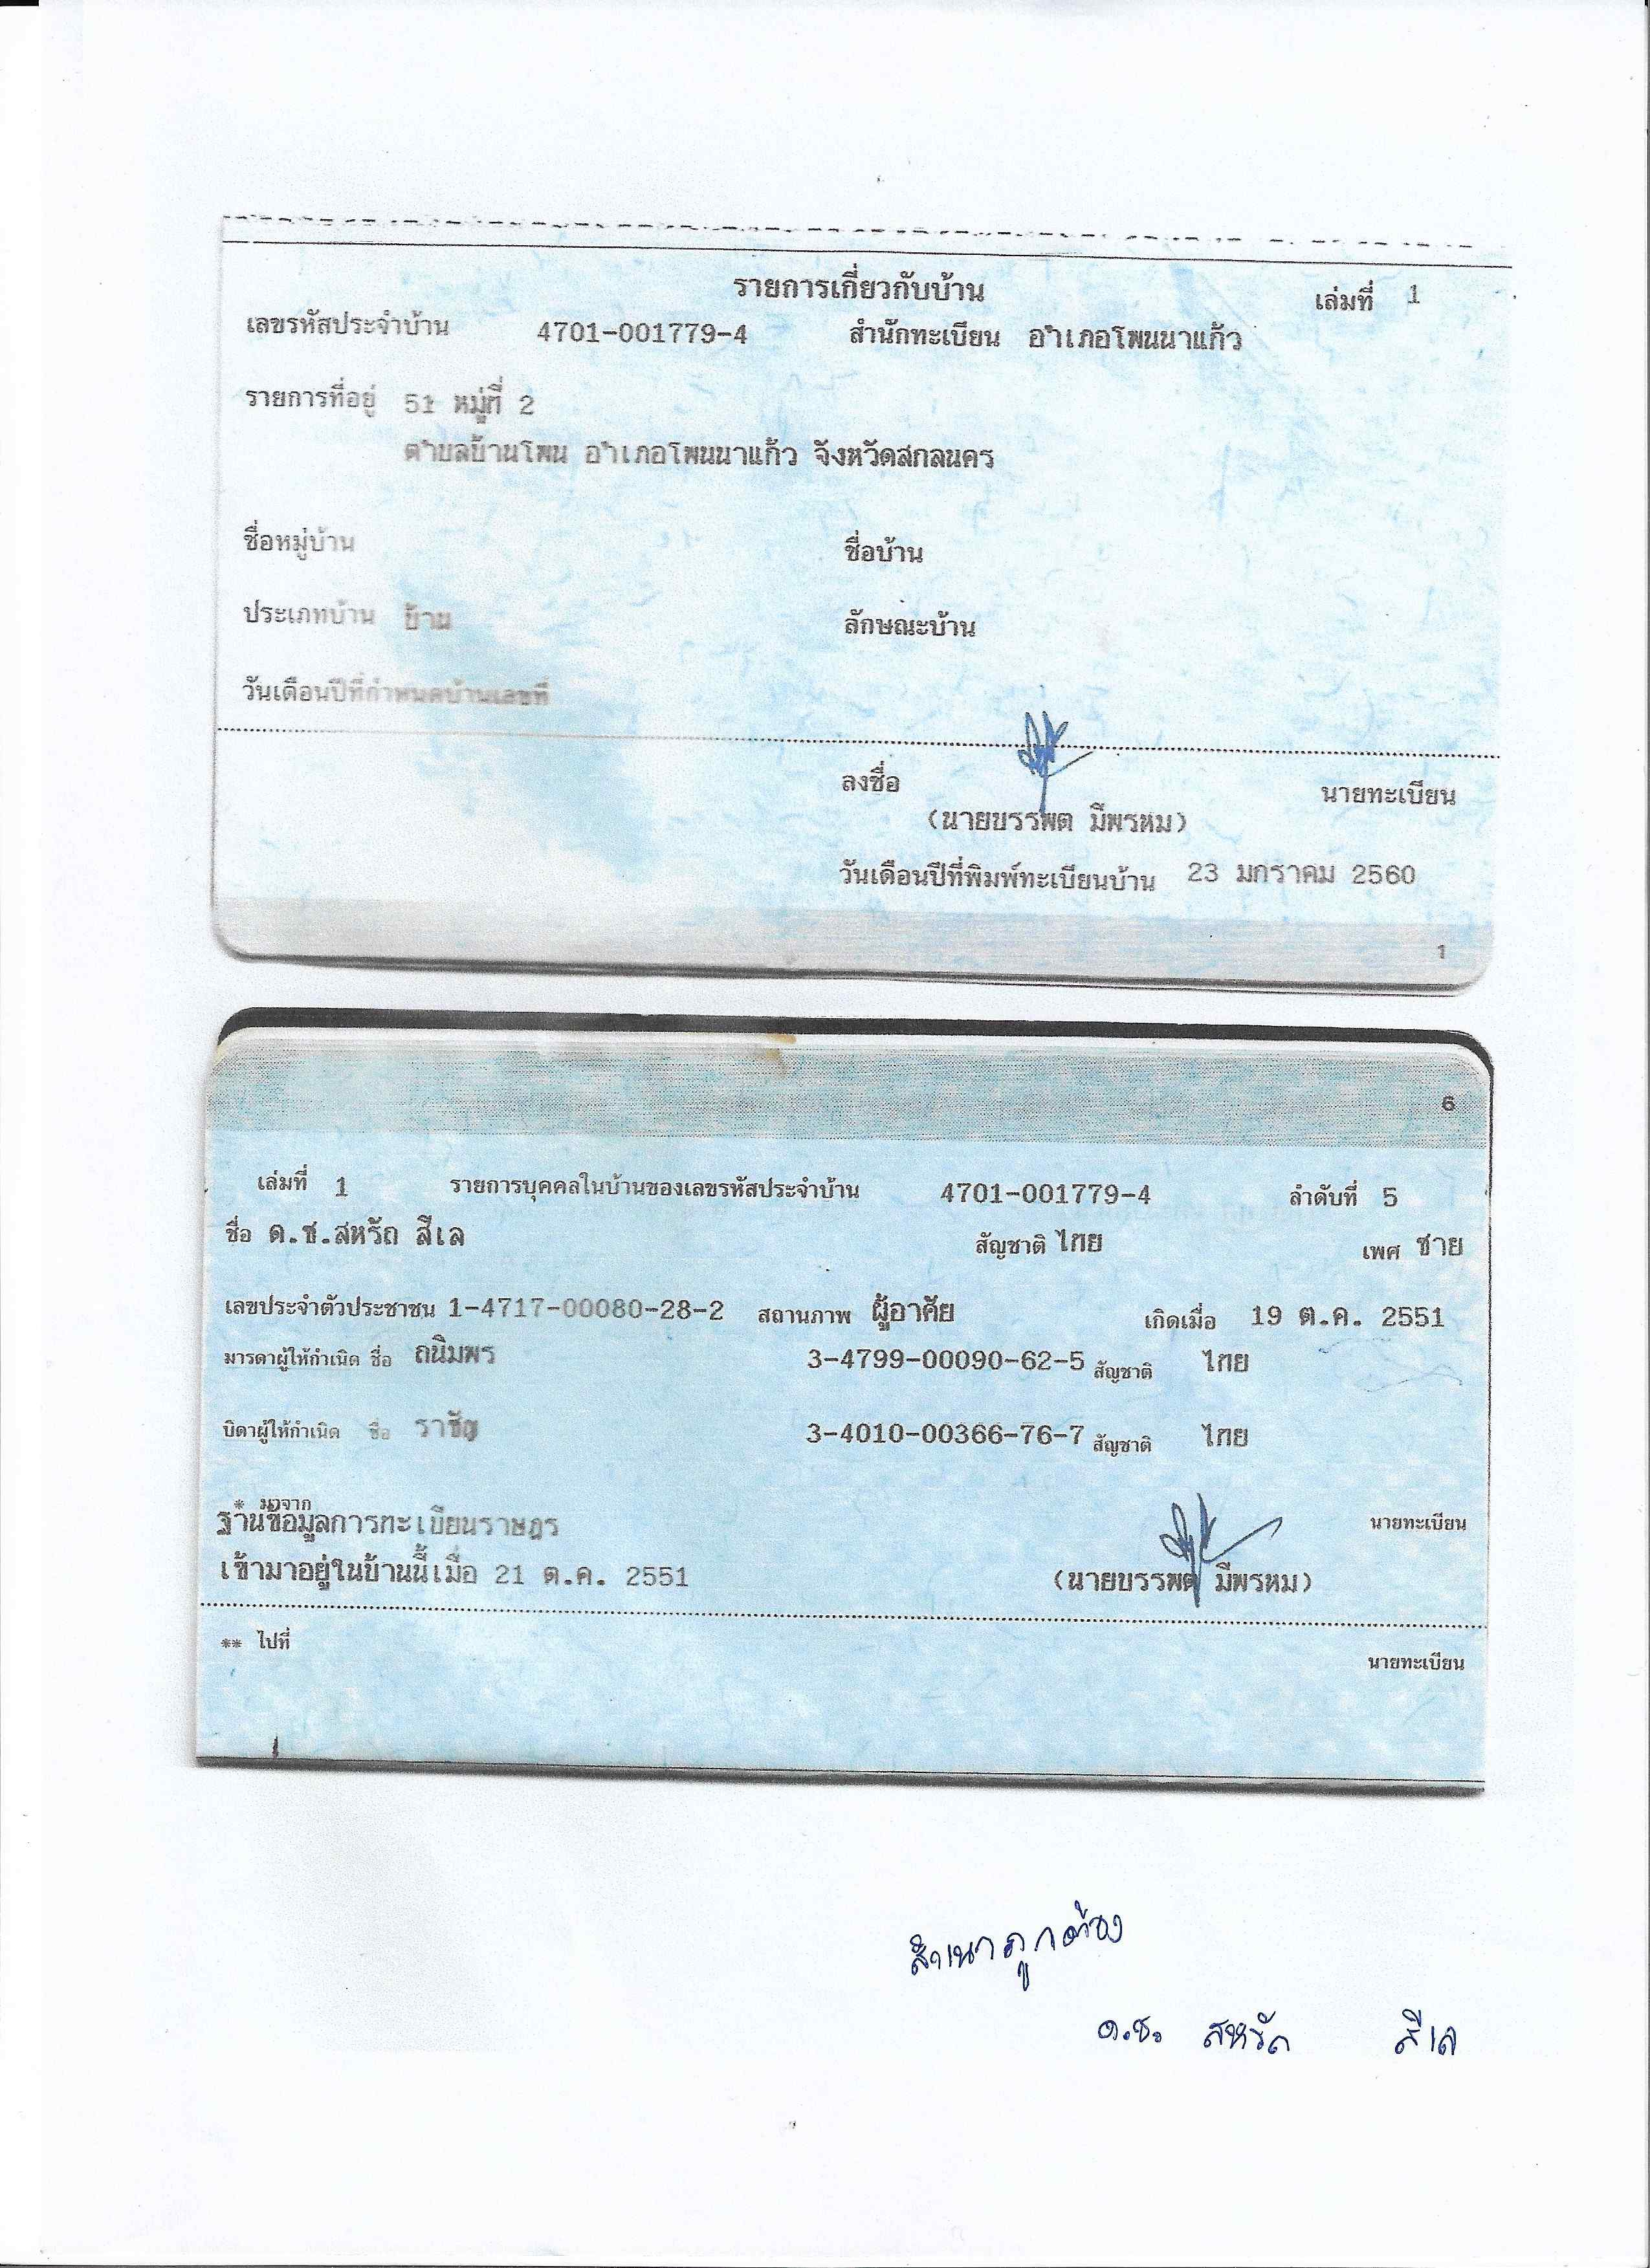 รายการเกี่ยวกับบ้าน เล่มที่ 1
เลขรหัสประจำบ้าน 4701-001779-4 สำนักทะเบียน อำเภอโพนนาแก้ว
รายการที่อยู่ 51 หมู่ที่ 2
ตำบลบ้านโพน อำเภอโพนนาแก้ว จังหวัดสกลนคร
ชื่อหมู่บ้าน ชื่อบ้าน
ประเภทบ้าน บ้าน ลักษณะบ้าน
วันเดือนปีที่กำหนดบ้านเลขที่
ลงชื่อ นายทะเบียน
(นายบรรพต มีพรหม)
วันเดือนปีที่พิมพ์ทะเบียนบ้าน 23 มกราคม 2560
1
6
เล่มที่ 1 รายการบุคคลในบ้านของเลขรหัสประจำบ้าน 4701-001779-4 ลำดับที่ 5
ชื่อ ด.ช.สหรัถ สีเล สัญชาติ ไทย เพศ ชาย
เลขประจำตัวประชาชน 1-4717-00080-28-2 สถานภาพ ผู้อาศัย เกิดเมื่อ 19 ต.ค. 2551
มารดาผู้ให้กำเนิด ชื่อ ถนิมพร 3-4799-00090-62-5 สัญชาติ ไทย
บิดาผู้ให้กำเนิด ชื่อ ราชัญ 3-4010-00366-76-7 สัญชาติ ไทย
* มาจาก
ฐานข้อมูลการทะเบียนราษฎร นายทะเบียน
เข้ามาอยู่ในบ้านนี้เมื่อ 21 ต.ค. 2551 (นายบรรพต มีพรหม)
** ไปที่
นายทะเบียน
สำเนาถูกต้อง
ด.ช. สหรัถ สีเล